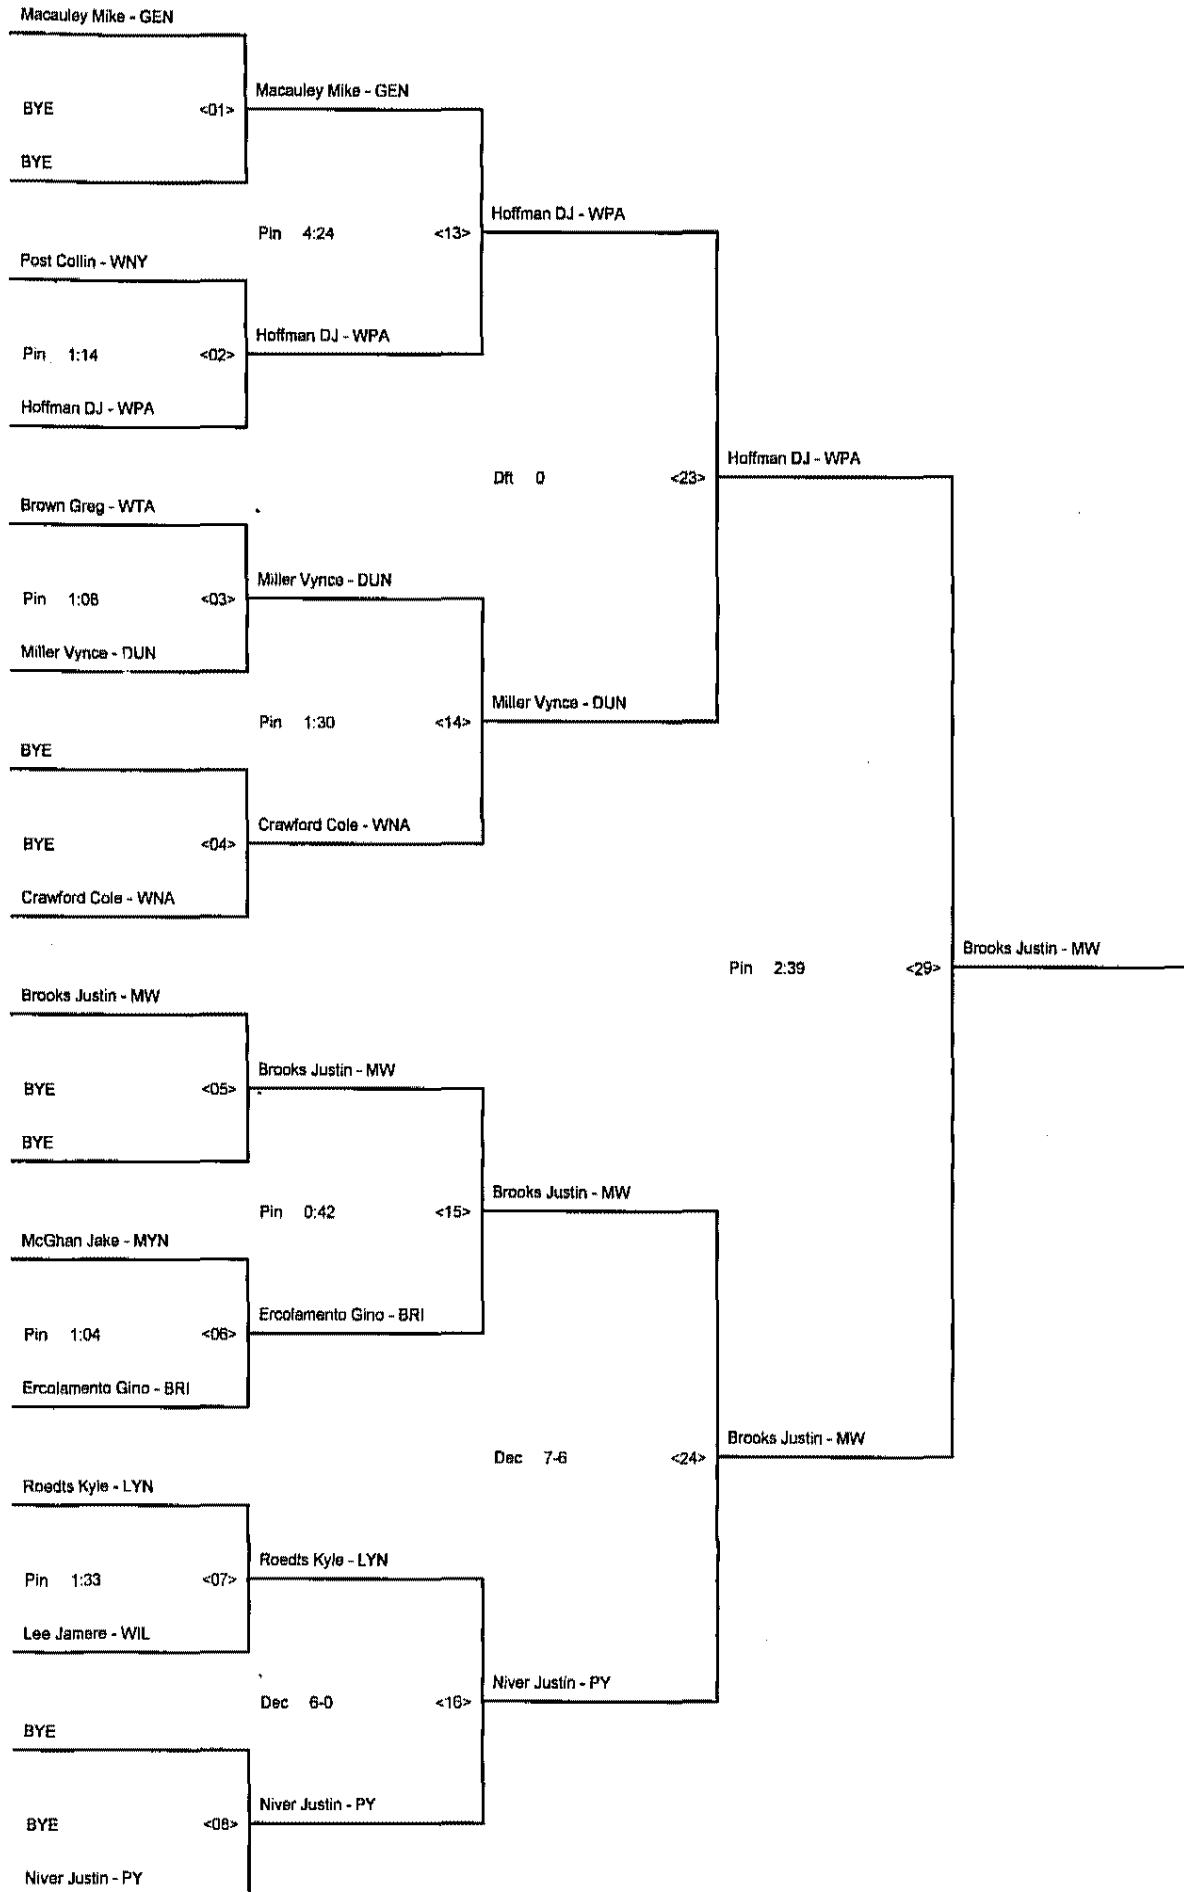 Macauley Mike - GEN
BYE <01>
Macauley Mike - GEN
BYE
Pin 4:24 <13>
Hoffman DJ - WPA
Post Collin - WNY
Pin 1:14 <02>
Hoffman DJ - WPA
Hoffman DJ - WPA
Dft 0 <23>
Hoffman DJ - WPA
Brown Greg - WTA
Pin 1:08 <03>
Miller Vynce - DUN
Miller Vynce - DUN
Pin 1:30 <14>
Miller Vynce - DUN
BYE
BYE <04>
Crawford Cole - WNA
Crawford Cole - WNA
Pin 2:39 <29>
Brooks Justin - MW
Brooks Justin - MW
BYE <05>
Brooks Justin - MW
BYE
Pin 0:42 <15>
Brooks Justin - MW
McGhan Jake - MYN
Pin 1:04 <06>
Ercolamento Gino - BRI
Ercolamento Gino - BRI
Dec 7-6 <24>
Brooks Justin - MW
Roedts Kyle - LYN
Pin 1:33 <07>
Roedts Kyle - LYN
Lee Jamere - WIL
Dec 6-0 <16>
Niver Justin - PY
BYE
BYE <08>
Niver Justin - PY
Niver Justin - PY